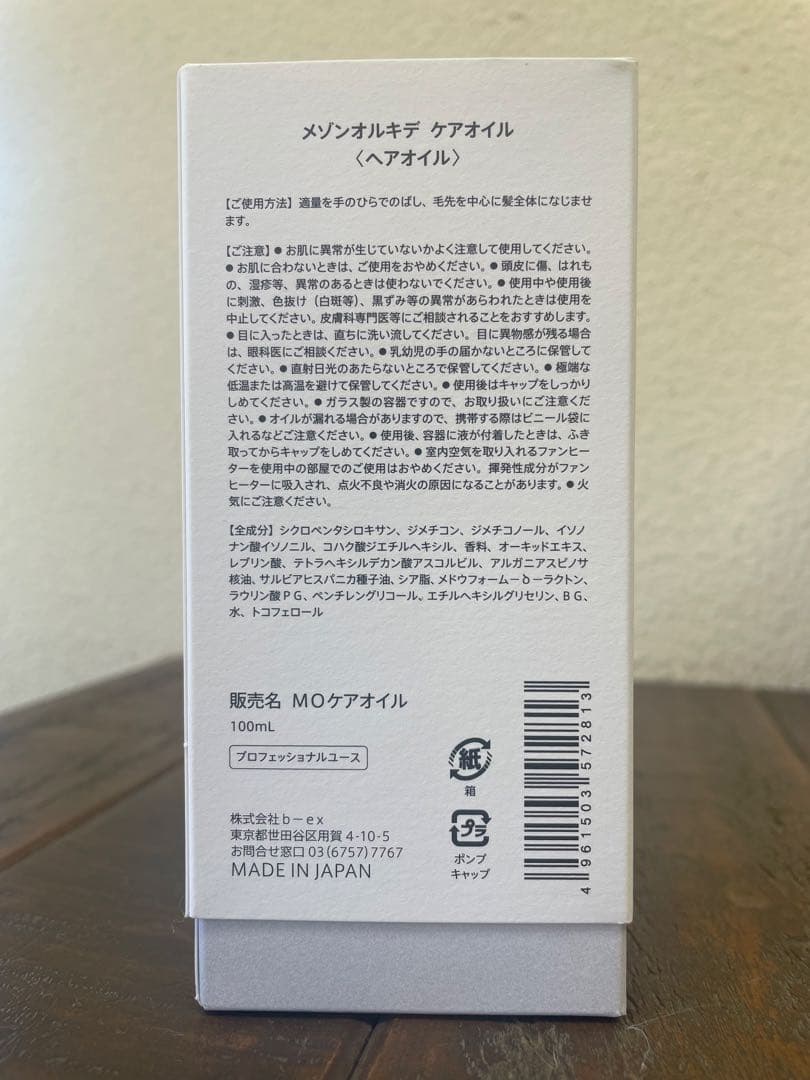 メゾンオルキデ ケアオイル
〈ヘアオイル〉
【ご使用方法】適量を手のひらでのばし、毛先を中心に髪全体になじませ
ます。
【ご注意】● お肌に異常が生じていないかよく注意して使用してください。
● お肌に合わないときは、ご使用をおやめください。● 頭皮に傷、はれも
の、湿疹等、異常のあるときは使わないでください。● 使用中や使用後
に刺激、色抜け（白斑等）、黒ずみ等の異常があらわれたときは使用を
中止してください。皮膚科専門医等にご相談されることをおすすめします。
● 目に入ったときは、直ちに洗い流してください。目に異物感が残る場合
は、眼科医にご相談ください。● 乳幼児の手の届かないところに保管して
ください。● 直射日光のあたらないところで保管してください。● 極端な
低温または高温を避けて保管してください。● 使用後はキャップをしっかり
しめてください。● ガラス製の容器ですので、お取り扱いにご注意くださ
い。● オイルが漏れる場合がありますので、携帯する際はビニール袋に
入れるなどご注意ください。● 使用後、容器に液が付着したときは、ふき
取ってからキャップをしめてください。● 室内空気を取り入れるファンヒー
ターを使用中の部屋でのご使用はおやめください。揮発性成分がファン
ヒーターに吸入され、点火不良や消火の原因になることがあります。● 火
気にご注意ください。
【全成分】シクロペンタシロキサン、ジメチコン、ジメチコノール、イソノ
ナン酸イソノニル、コハク酸ジエチルヘキシル、香料、オーキッドエキス、
レブリン酸、テトラヘキシルデカン酸アスコルビル、アルガニアスピノサ
核油、サルビアヒスパニカ種子油、シア脂、メドウフォーム－δ－ラクトン、
ラウリン酸ＰＧ、ペンチレングリコール、エチルヘキシルグリセリン、ＢＧ、
水、トコフェロール
販売名 ＭＯケアオイル
100mL
プロフェッショナルユース
紙
箱
プラ
ポンプ
キャップ
株式会社ｂ－ｅｘ
東京都世田谷区用賀 4-10-5
お問合せ窓口 03(6757)7767
MADE IN JAPAN
4 961503 572813